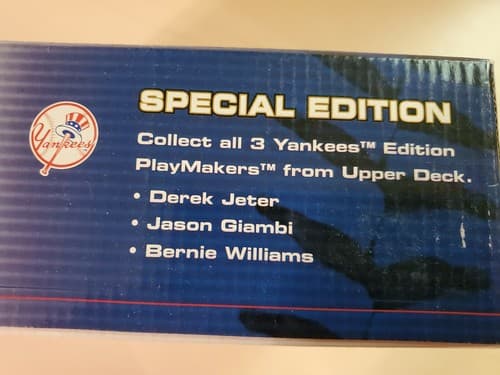 Yankees
SPECIAL EDITION
Collect all 3 Yankees™ Edition
PlayMakers™ from Upper Deck.
• Derek Jeter
• Jason Giambi
• Bernie Williams